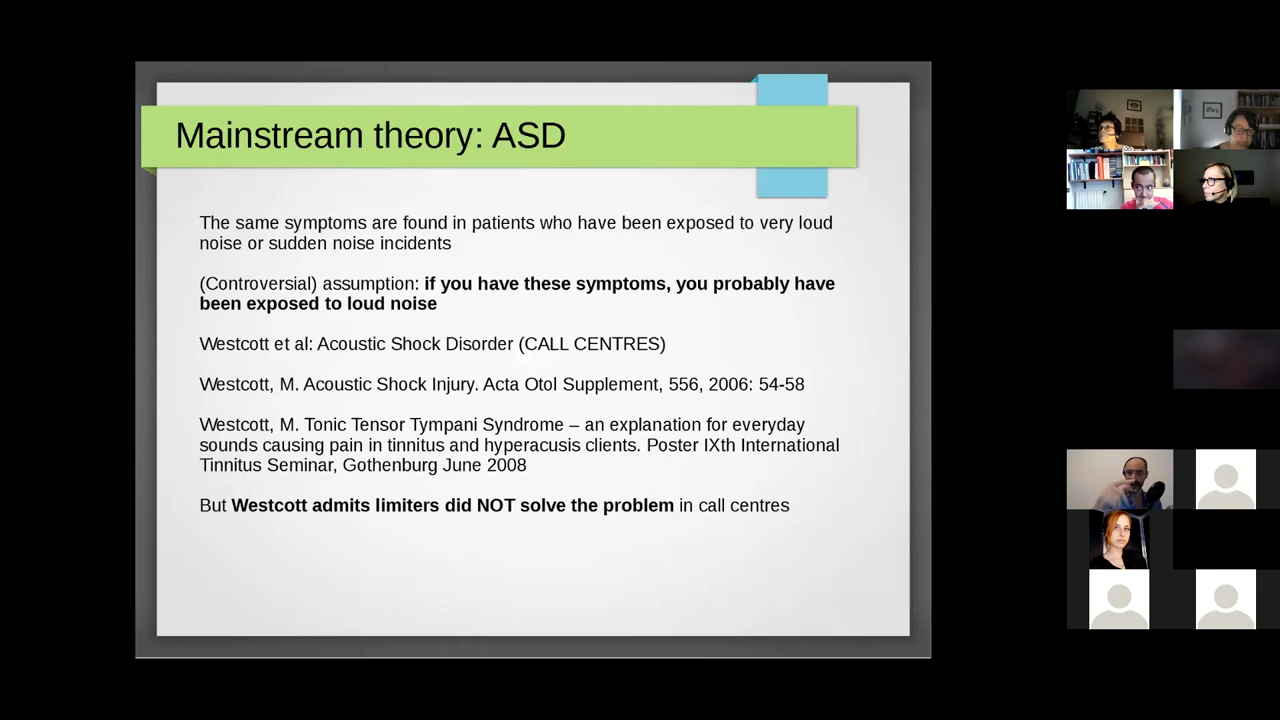 Mainstream theory: ASD
The same symptoms are found in patients who have been exposed to very loud
noise or sudden noise incidents
(Controversial) assumption: if you have these symptoms, you probably have
been exposed to loud noise
Westcott et al: Acoustic Shock Disorder (CALL CENTRES)
Westcott, M. Acoustic Shock Injury. Acta Otol Supplement, 556, 2006: 54-58
Westcott, M. Tonic Tensor Tympani Syndrome – an explanation for everyday
sounds causing pain in tinnitus and hyperacusis clients. Poster IXth International
Tinnitus Seminar, Gothenburg June 2008
But Westcott admits limiters did NOT solve the problem in call centres